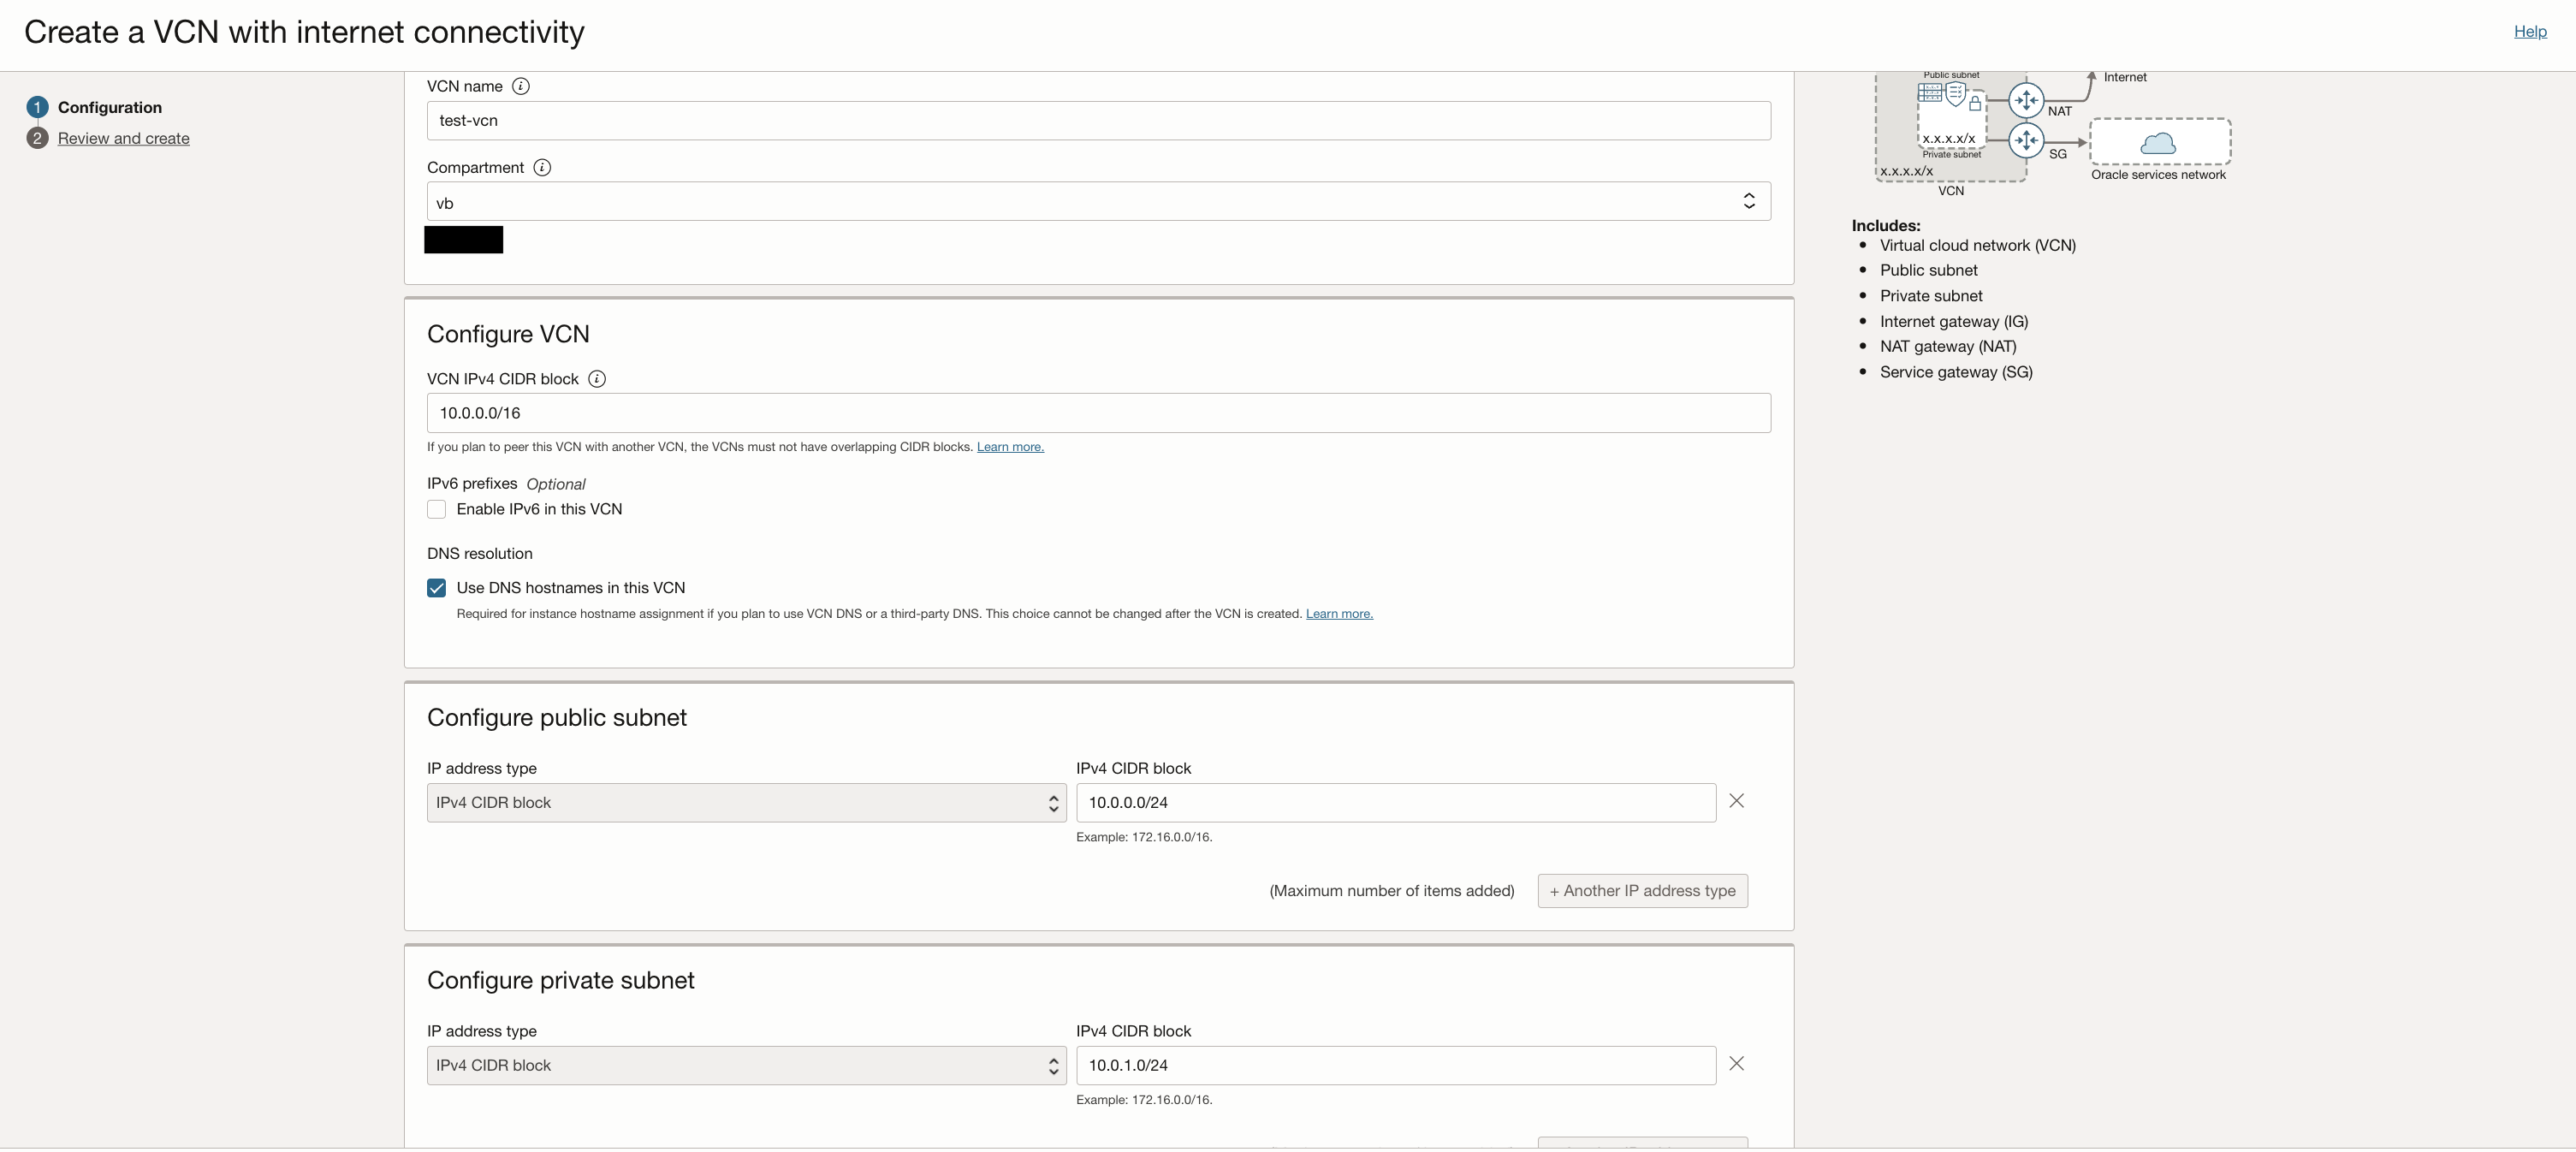 Create a VCN with internet connectivity
Help
1 Configuration
2 Review and create
VCN name
test-vcn
Compartment
vb
Configure VCN
VCN IPv4 CIDR block
10.0.0.0/16
If you plan to peer this VCN with another VCN, the VCNs must not have overlapping CIDR blocks. Learn more.
IPv6 prefixes Optional
Enable IPv6 in this VCN
DNS resolution
Use DNS hostnames in this VCN
Required for instance hostname assignment if you plan to use VCN DNS or a third-party DNS. This choice cannot be changed after the VCN is created. Learn more.
Configure public subnet
IP address type
IPv4 CIDR block
IPv4 CIDR block
10.0.0.0/24
Example: 172.16.0.0/16.
(Maximum number of items added)
+ Another IP address type
Configure private subnet
IP address type
IPv4 CIDR block
IPv4 CIDR block
10.0.1.0/24
Example: 172.16.0.0/16.
Public subnet
Internet
NAT
x.x.x.x/x
Private subnet
SG
x.x.x.x/x
Oracle services network
VCN
Includes:
• Virtual cloud network (VCN)
• Public subnet
• Private subnet
• Internet gateway (IG)
• NAT gateway (NAT)
• Service gateway (SG)